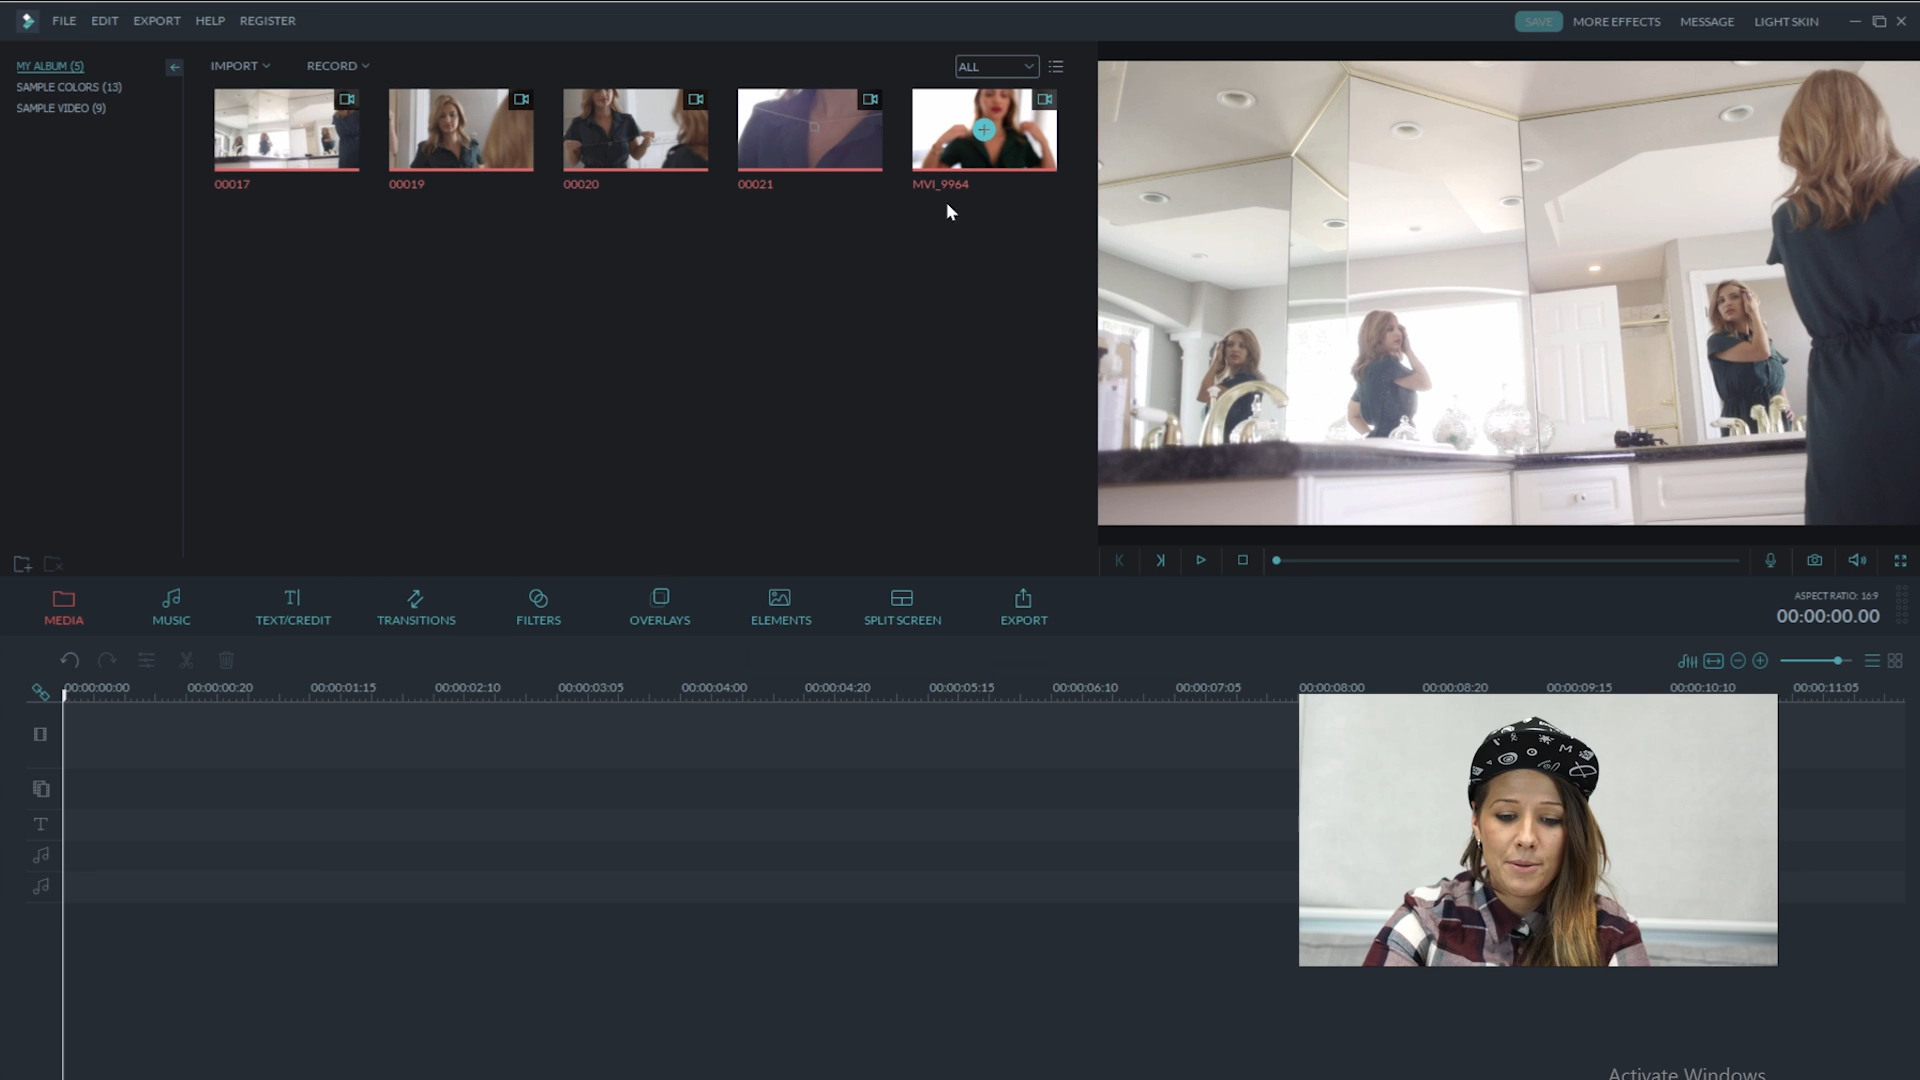 FILE EDIT EXPORT HELP REGISTER
SAVE MORE EFFECTS MESSAGE LIGHT SKIN
MY ALBUM (5)
SAMPLE COLORS (13)
SAMPLE VIDEO (9)
IMPORT RECORD ALL
00017 00019 00020 00021 MVI_9964
MEDIA MUSIC TEXT/CREDIT TRANSITIONS FILTERS OVERLAYS ELEMENTS SPLIT SCREEN EXPORT
ASPECT RATIO: 16:9
00:00:00.00
00:00:00:00 00:00:00:20 00:00:01:15 00:00:02:10 00:00:03:05 00:00:04:00 00:00:04:20 00:00:05:15 00:00:06:10 00:00:07:05 00:00:08:00 00:00:08:20 00:00:09:15 00:00:10:10 00:00:11:05
Activate Windows